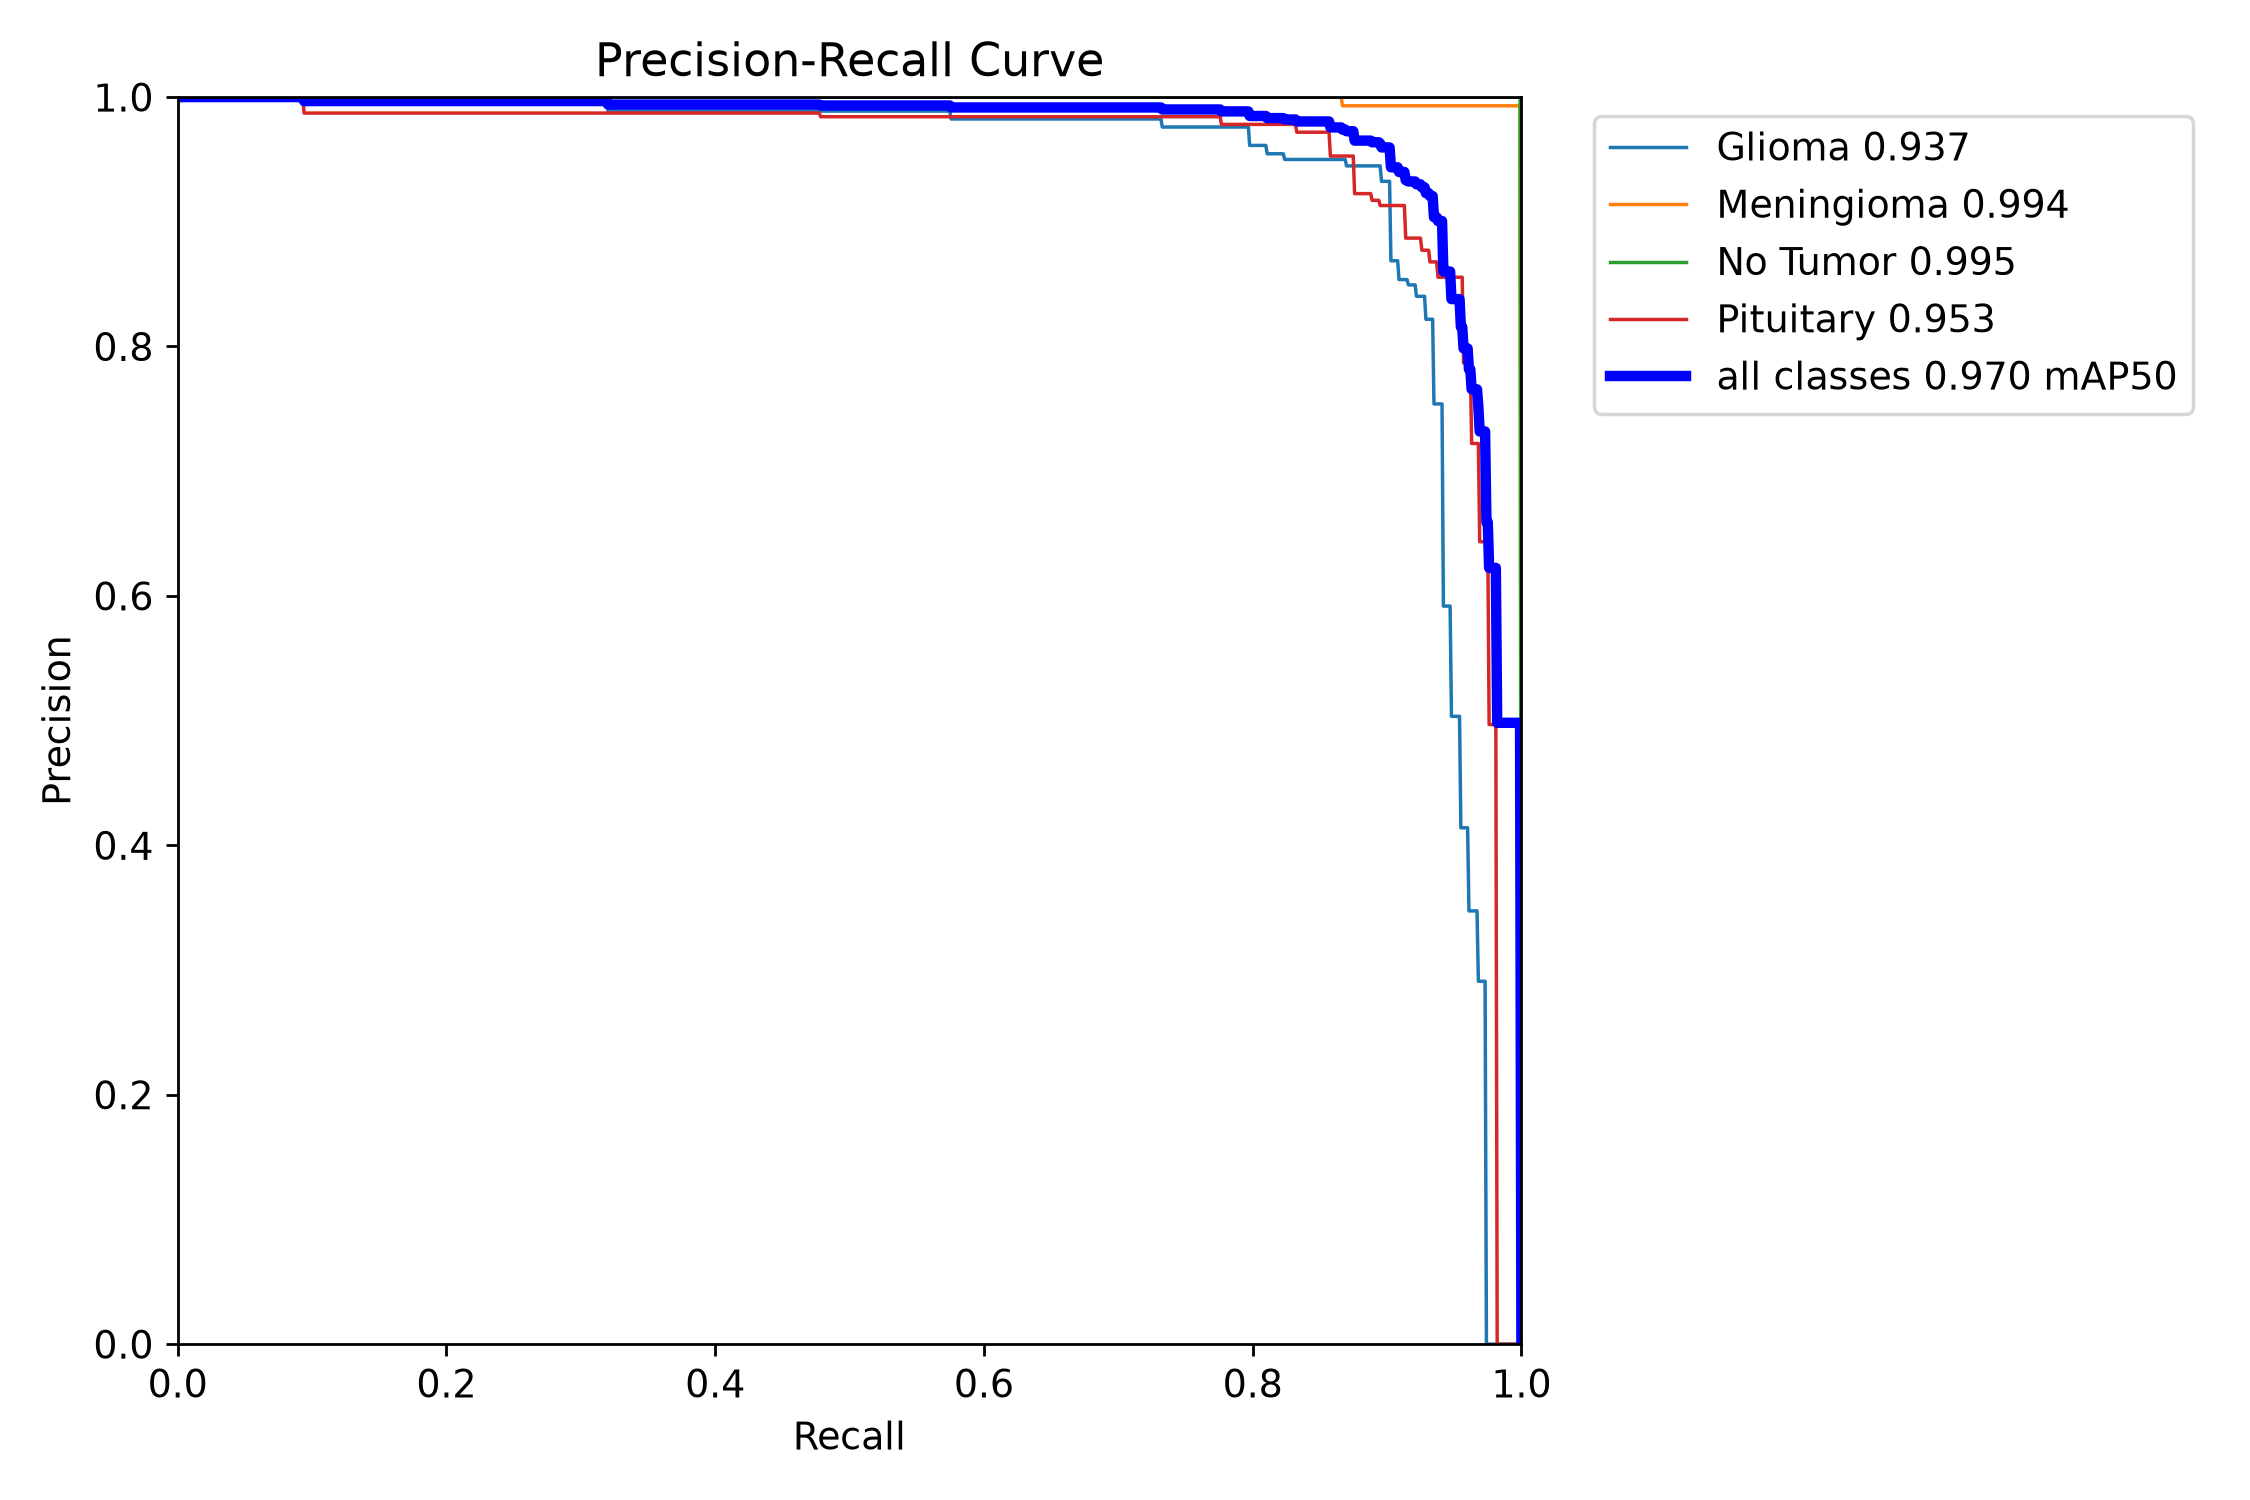 Precision-Recall Curve
1.0
0.8
0.6
0.4
0.2
0.0
Precision
0.0 0.2 0.4 0.6 0.8 1.0
Recall
Glioma 0.937
Meningioma 0.994
No Tumor 0.995
Pituitary 0.953
all classes 0.970 mAP50